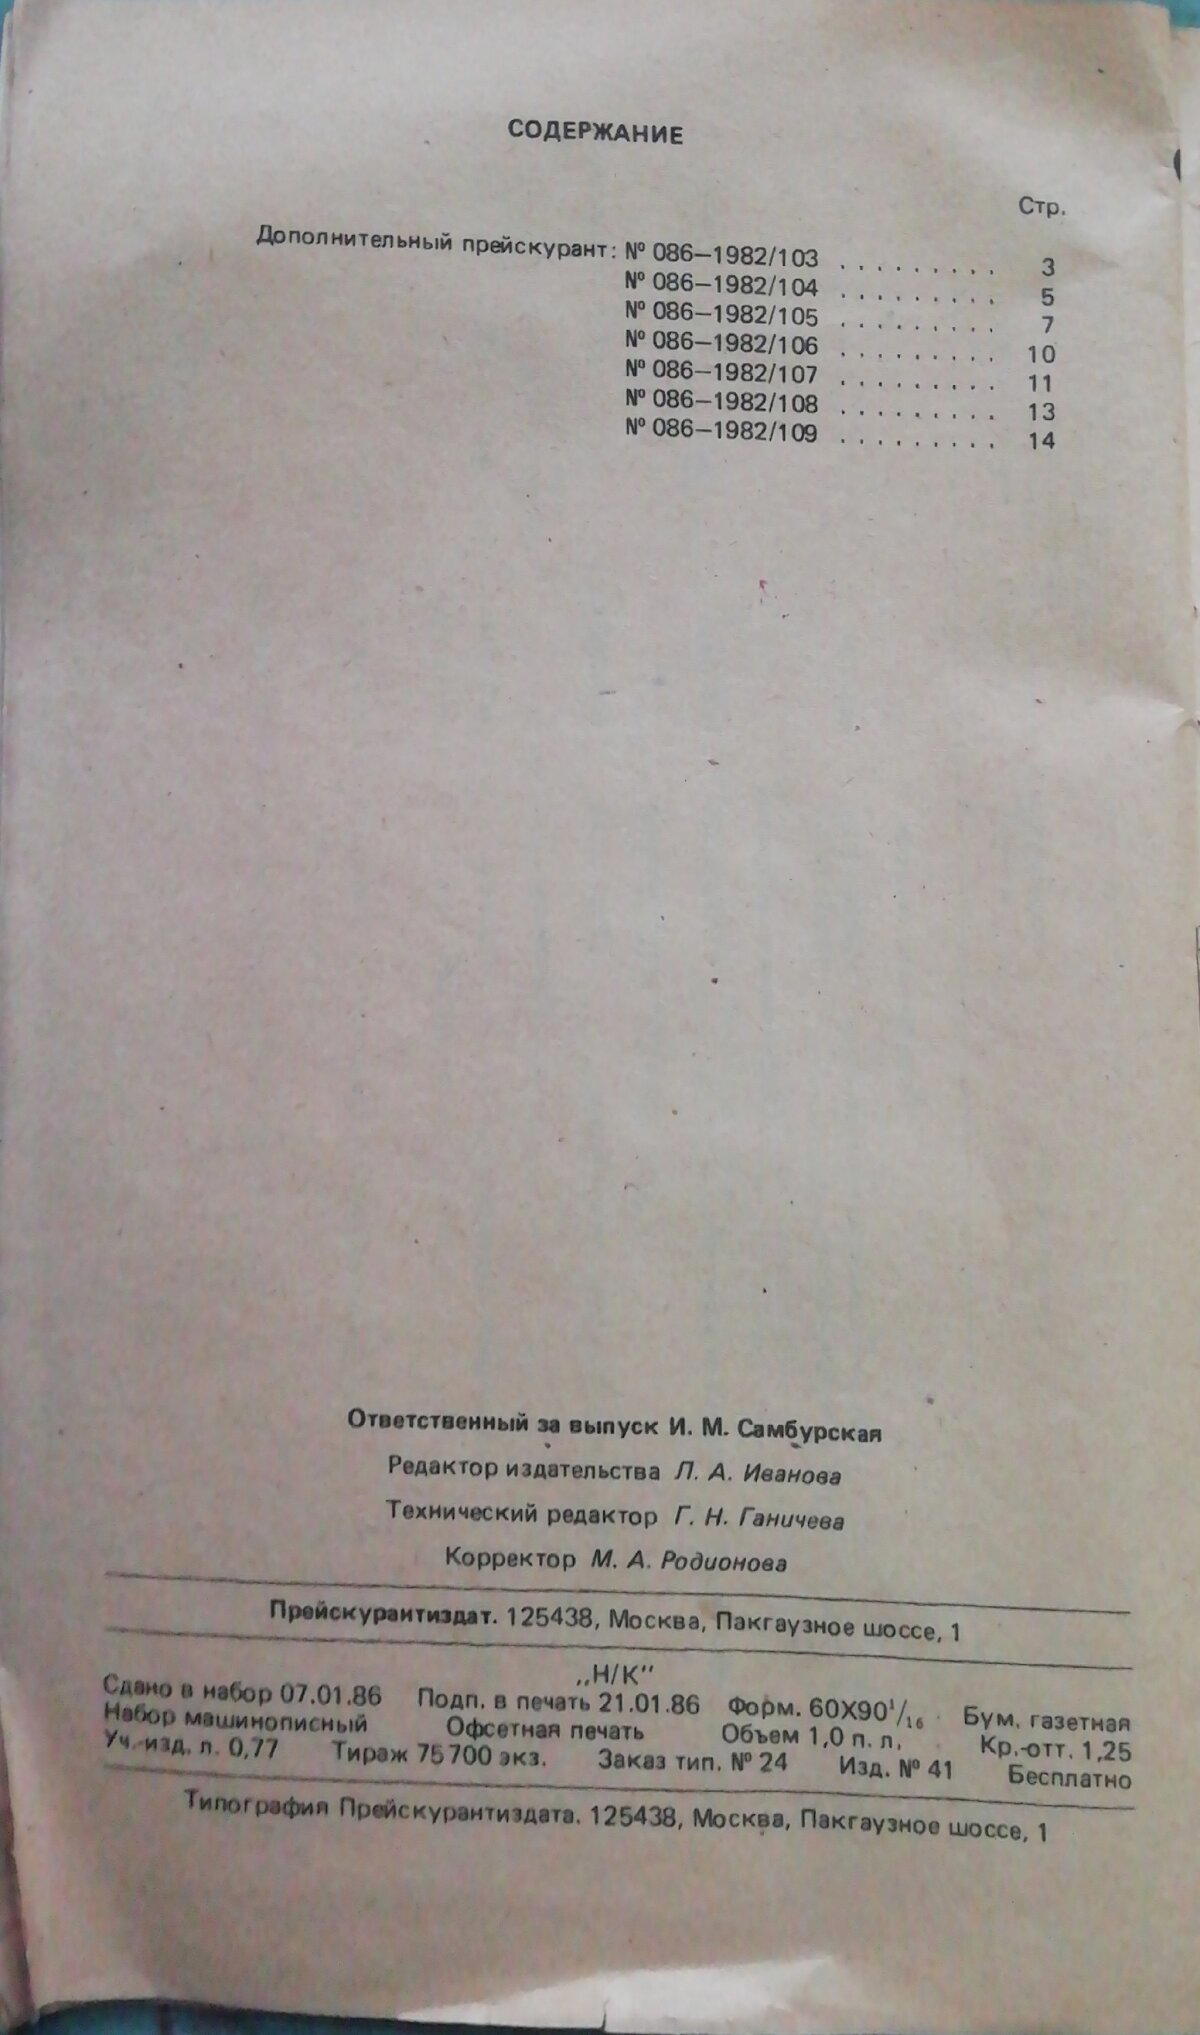 СОДЕРЖАНИЕ
Стр.
Дополнительный прейскурант: № 086—1982/103 . . . . . . . . . 3
№ 086—1982/104 . . . . . . . . . 5
№ 086—1982/105 . . . . . . . . . 7
№ 086—1982/106 . . . . . . . . . 10
№ 086—1982/107 . . . . . . . . . 11
№ 086—1982/108 . . . . . . . . . 13
№ 086—1982/109 . . . . . . . . . 14
Ответственный за выпуск И. М. Самбурская
Редактор издательства Л. А. Иванова
Технический редактор Г. Н. Ганичева
Корректор М. А. Родионова
Прейскурантиздат. 125438, Москва, Пакгаузное шоссе, 1
„Н/К"
Сдано в набор 07.01.86 Подп. в печать 21.01.86 Форм. 60X90¹/₁₆ Бум. газетная
Набор машинописный Офсетная печать Объем 1,0 п. л. Кр.-отт. 1,25
Уч.-изд. л. 0,77 Тираж 75 700 экз. Заказ тип. № 24 Изд. № 41 Бесплатно
Типография Прейскурантиздата. 125438, Москва, Пакгаузное шоссе, 1